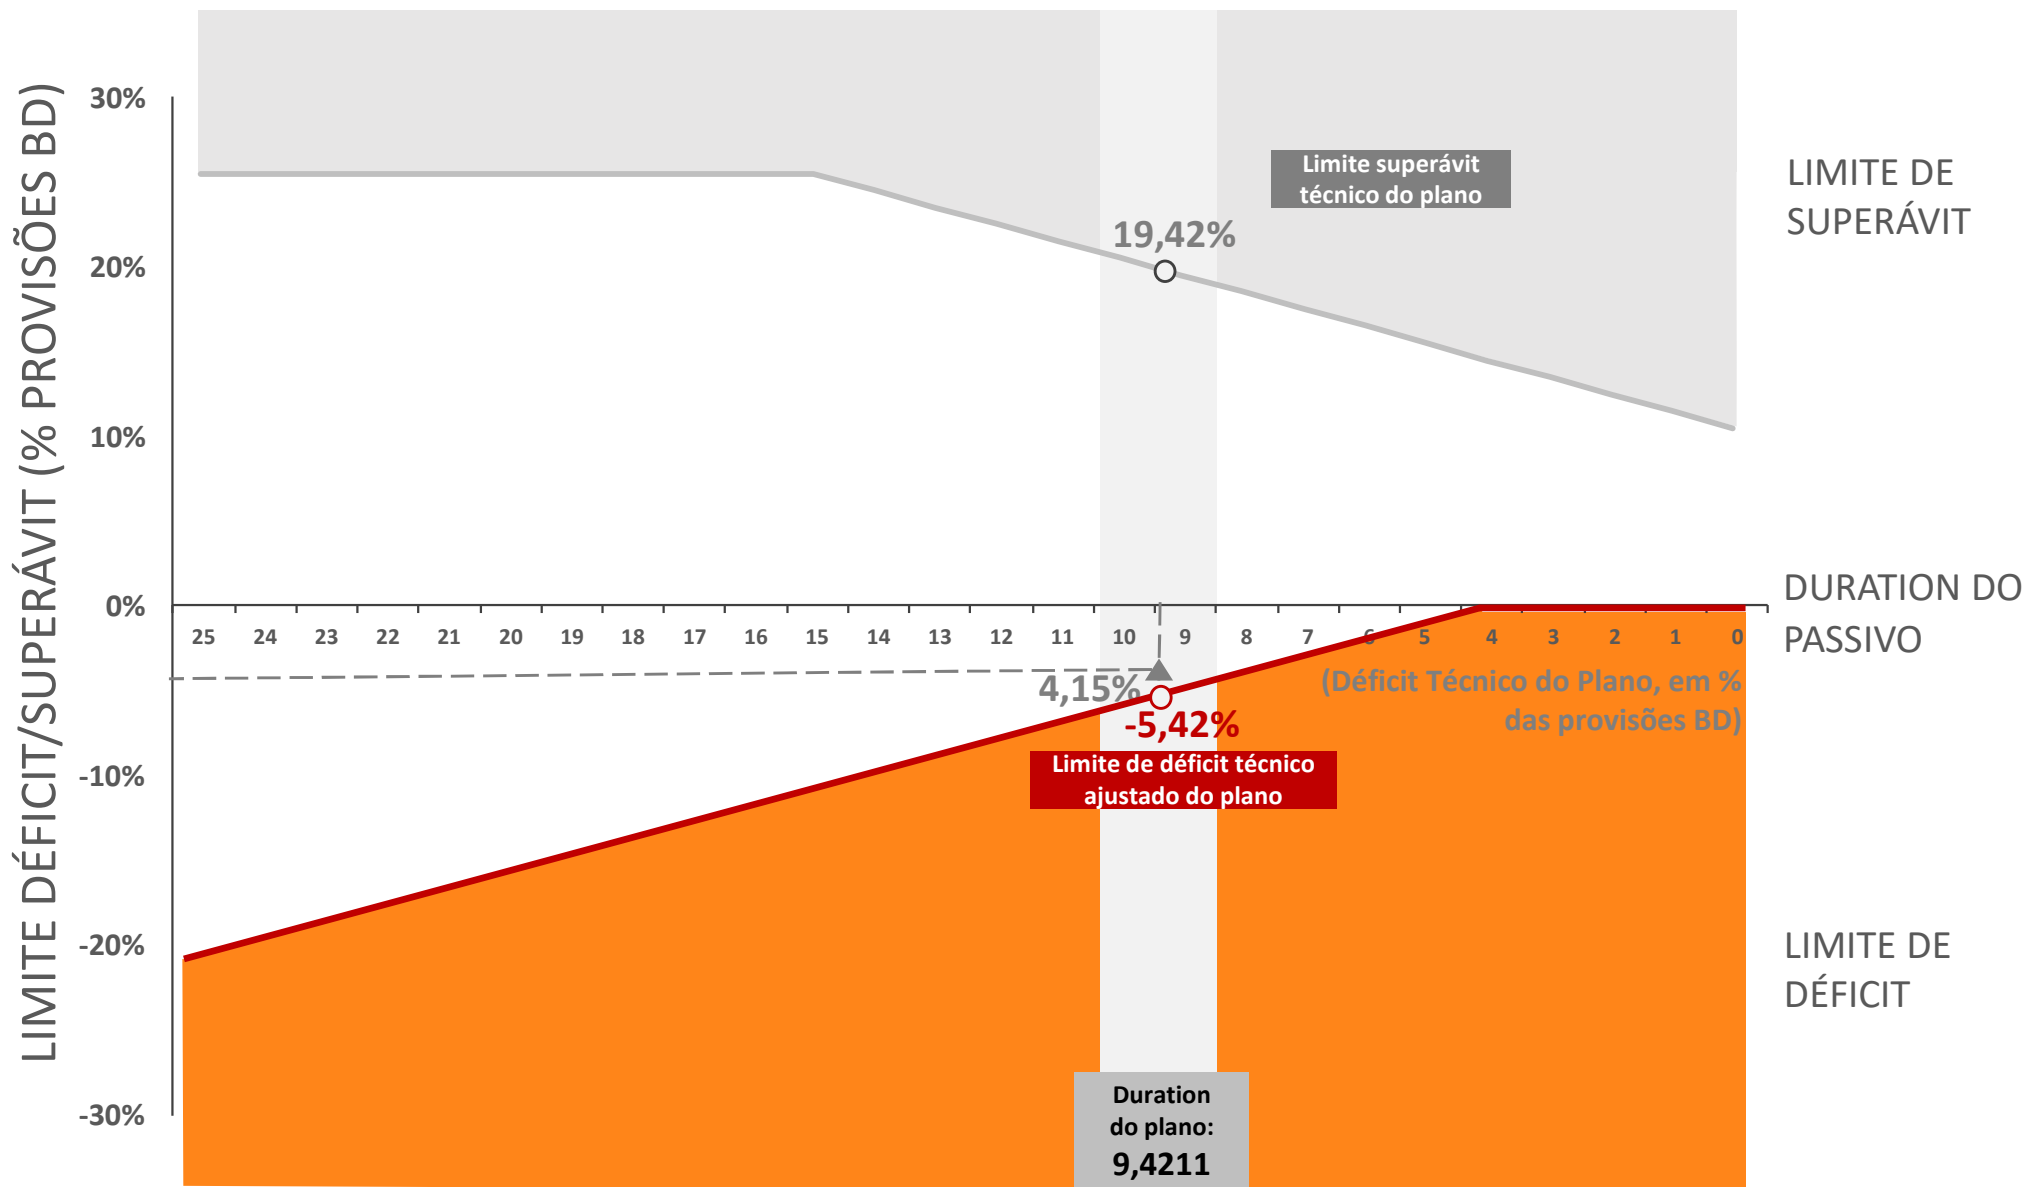 LIMITE DÉFICIT/SUPERÁVIT (% PROVISÕES BD)
30%
20%
10%
0%
-10%
-20%
-30%
Limite superávit
técnico do plano
19,42%
LIMITE DE
SUPERÁVIT
DURATION DO
PASSIVO
25 24 23 22 21 20 19 18 17 16 15 14 13 12 11 10 9 8 7 6 5 4 3 2 1 0
4,15%
(Déficit Técnico do Plano, em %
das provisões BD)
-5,42%
Limite de déficit técnico
ajustado do plano
LIMITE DE
DÉFICIT
Duration
do plano:
9,4211